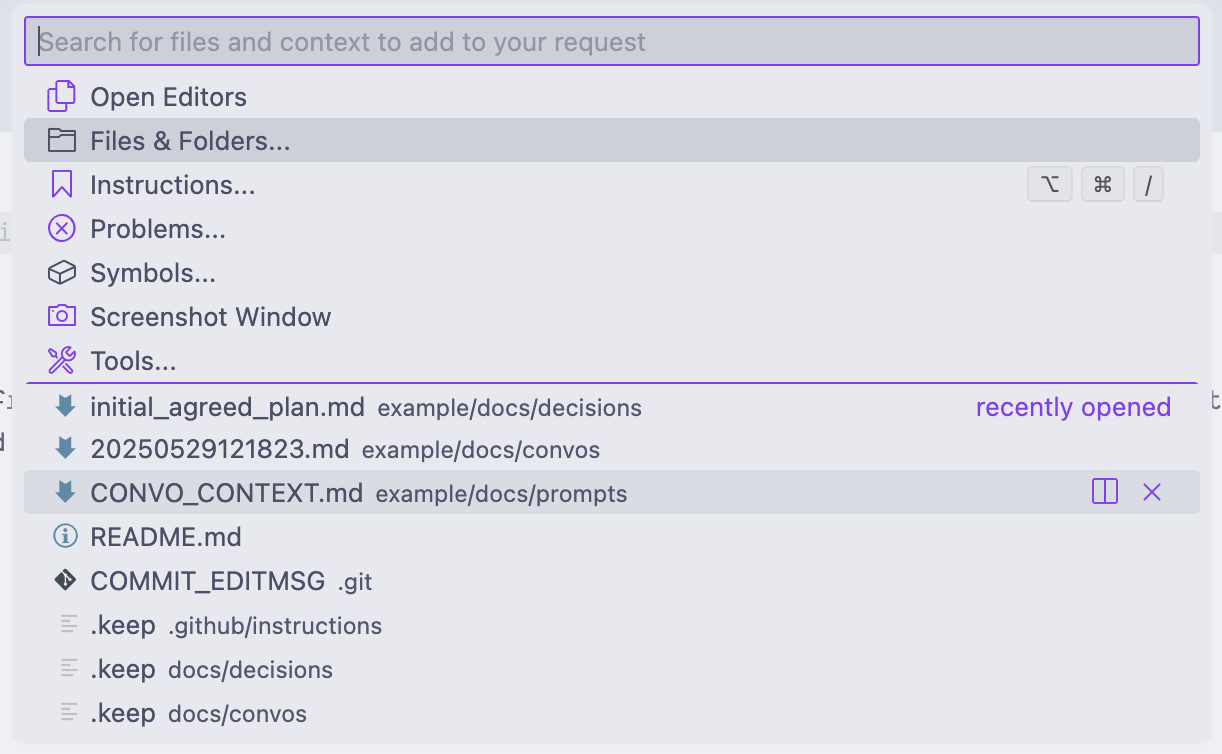 Search for files and context to add to your request
Open Editors
Files & Folders...
Instructions... ⌥ ⌘ /
Problems...
Symbols...
Screenshot Window
Tools...
initial_agreed_plan.md example/docs/decisions recently opened
20250529121823.md example/docs/convos
CONVO_CONTEXT.md example/docs/prompts
README.md
COMMIT_EDITMSG .git
.keep .github/instructions
.keep docs/decisions
.keep docs/convos